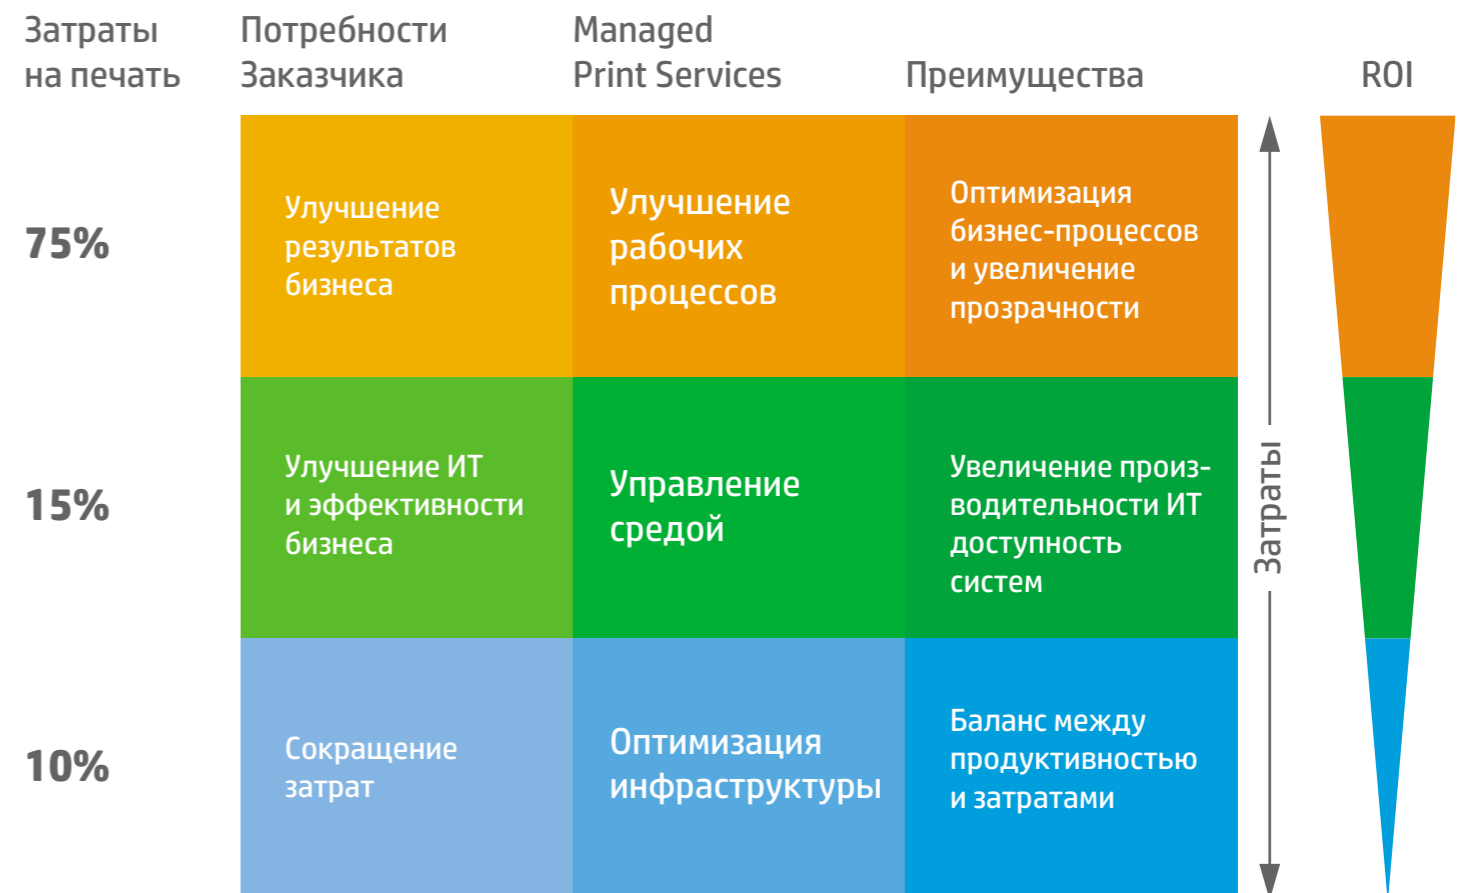 Затраты
на печать
Потребности
Заказчика
Managed
Print Services
Преимущества
ROI
75%
Улучшение
результатов
бизнеса
Улучшение
рабочих
процессов
Оптимизация
бизнес-процессов
и увеличение
прозрачности
15%
Улучшение ИТ
и эффективности
бизнеса
Управление
средой
Увеличение произ-
водительности ИТ
доступность
систем
Затраты
10%
Сокращение
затрат
Оптимизация
инфраструктуры
Баланс между
продуктивностью
и затратами